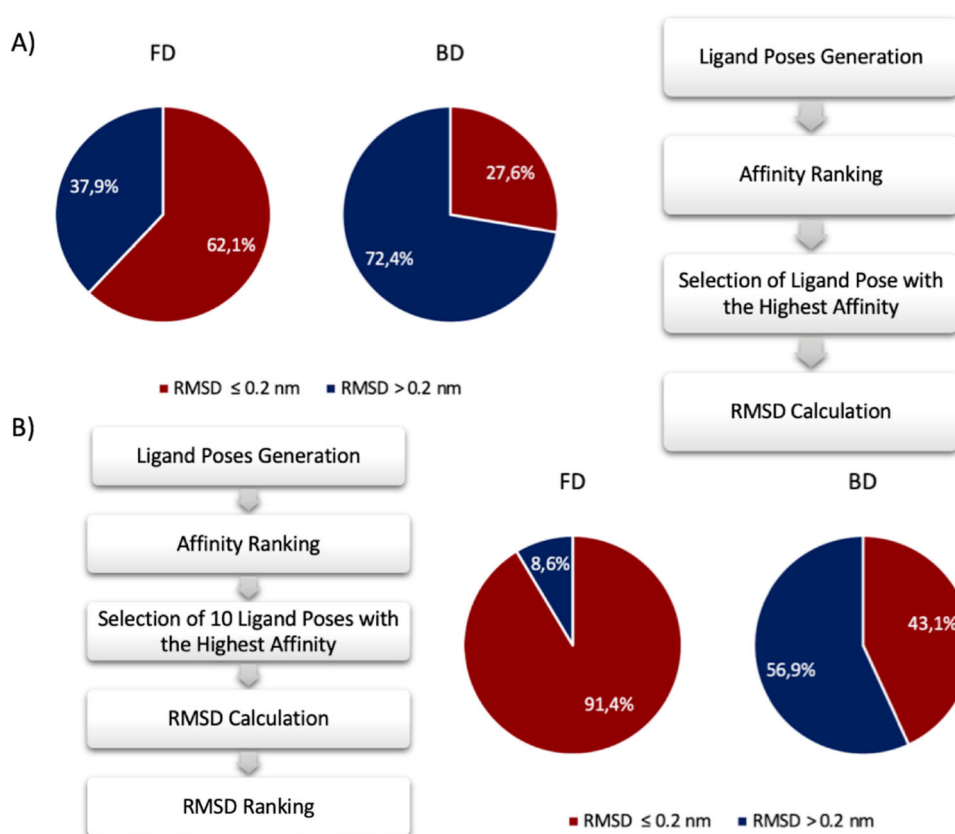 A)
FD
BD
37,9%
62,1%
27,6%
72,4%
RMSD ≤ 0.2 nm
RMSD > 0.2 nm
Ligand Poses Generation
Affinity Ranking
Selection of Ligand Pose with
the Highest Affinity
RMSD Calculation
B)
Ligand Poses Generation
Affinity Ranking
Selection of 10 Ligand Poses with
the Highest Affinity
RMSD Calculation
RMSD Ranking
FD
BD
8,6%
91,4%
43,1%
56,9%
RMSD ≤ 0.2 nm
RMSD > 0.2 nm